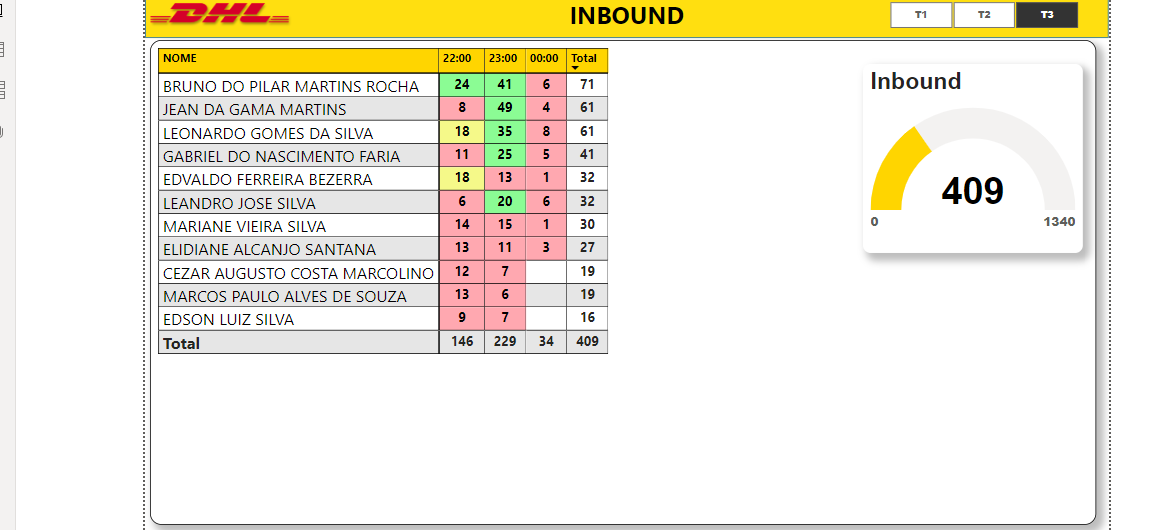 DHL INBOUND T1 T2 T3
NOME 22:00 23:00 00:00 Total
BRUNO DO PILAR MARTINS ROCHA 24 41 6 71
JEAN DA GAMA MARTINS 8 49 4 61
LEONARDO GOMES DA SILVA 18 35 8 61
GABRIEL DO NASCIMENTO FARIA 11 25 5 41
EDVALDO FERREIRA BEZERRA 18 13 1 32
LEANDRO JOSE SILVA 6 20 6 32
MARIANE VIEIRA SILVA 14 15 1 30
ELIDIANE ALCANJO SANTANA 13 11 3 27
CEZAR AUGUSTO COSTA MARCOLINO 12 7 19
MARCOS PAULO ALVES DE SOUZA 13 6 19
EDSON LUIZ SILVA 9 7 16
Total 146 229 34 409
Inbound
409
0 1340